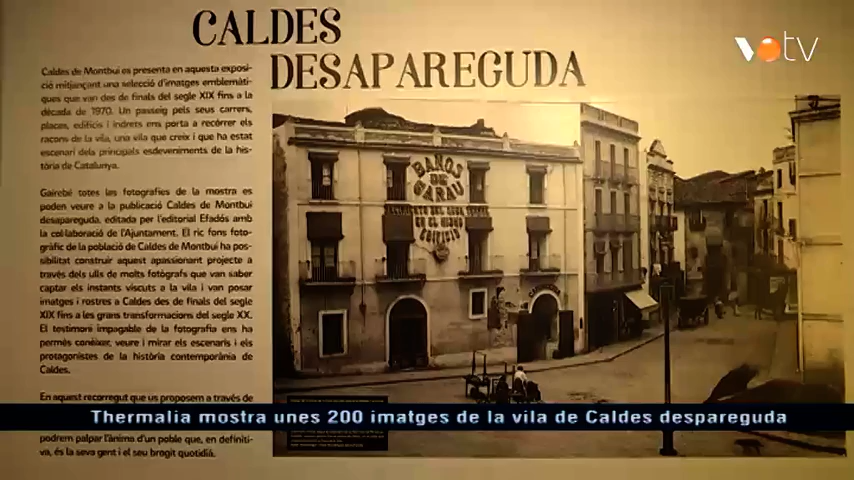 CALDES
DESAPAREGUDA
votv
Caldes de Montbui es presenta en aquesta exposi-
ció mitjançant una selecció d'imatges emblemàti-
ques que van des de finals del segle XIX fins a la
dècada de 1970. Un passeig pels seus carrers,
places, edificis i indrets ens porta a recórrer els
racons de la vila, una vila que creix i que ha estat
escenari dels principals esdeveniments de la his-
tòria de Catalunya.
Gairebé totes las fotografies de la mostra es
poden veure a la publicació Caldes de Montbui
desapareguda, editada per l'editorial Efadós amb
la col·laboració de l'Ajuntament. El ric fons foto-
gràfic de la població de Caldes de Montbui ha pos-
sibilitat construir aquest apassionant projecte a
través dels ulls de molts fotògrafs que van saber
captar els instants viscuts a la vila i van posar
imatges i rostres a Caldes des de finals del segle
XIX fins a les grans transformacions del segle XX.
El testimoni impagable de la fotografia ens ha
permès conèixer, veure i mirar els escenaris i els
protagonistes de la història contemporània de
Caldes.
En aquest recorregut que us proposem a través de
podrem palpar l'ànima d'un poble que, en definiti-
va, és la seva gent i el seu brogit quotidià.
BAÑOS
DE
GARAU
EN EL MISMO
EDIFICIO
Thermalia mostra unes 200 imatges de la vila de Caldes despareguda